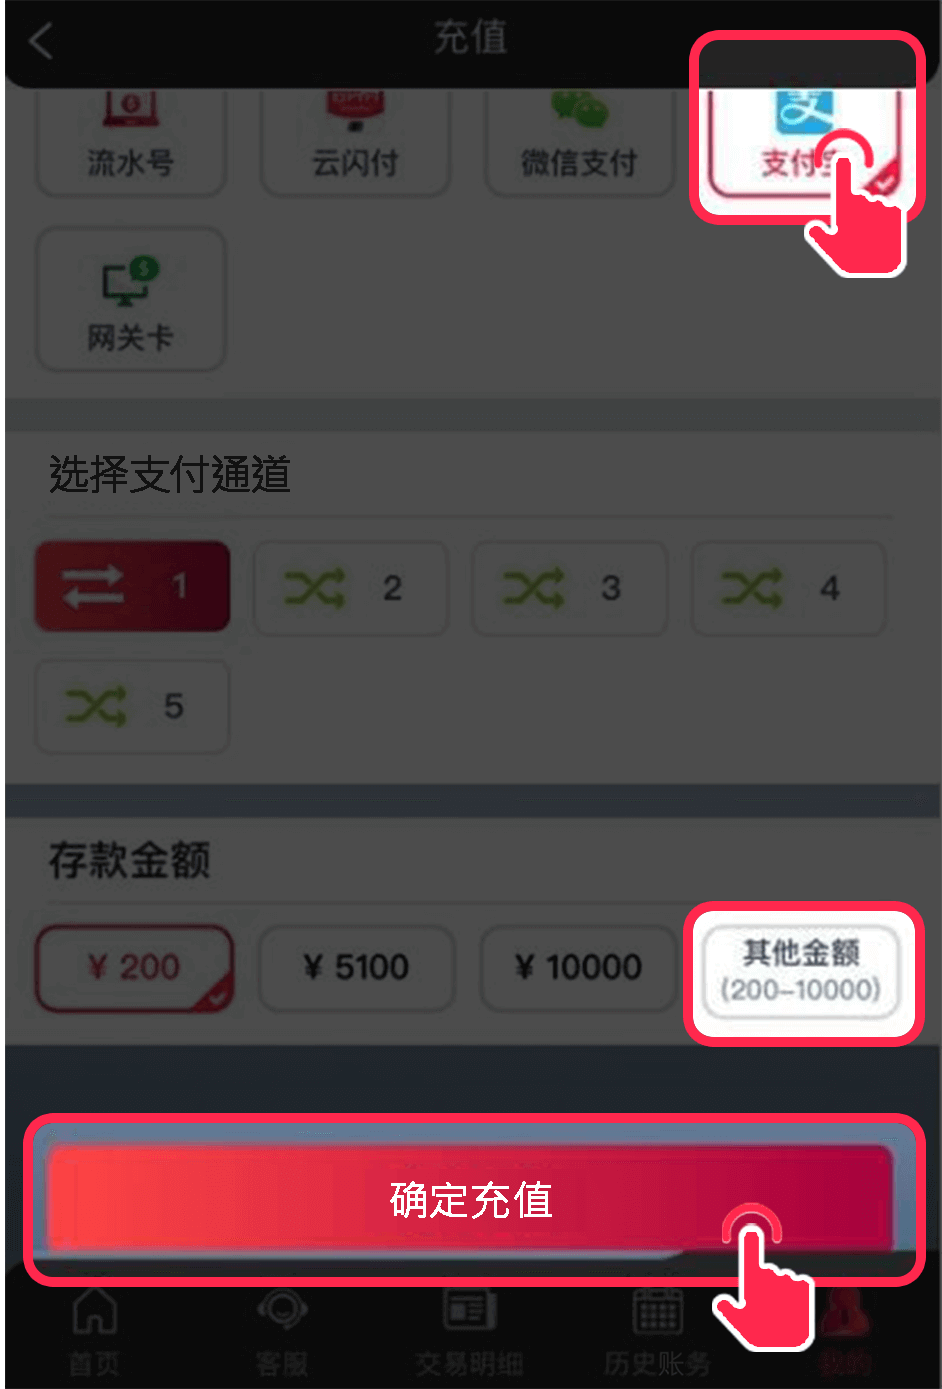 充值
流水号
云闪付
微信支付
支付
网关卡
选择支付通道
1
2
3
4
5
存款金额
¥ 200
¥ 5100
¥ 10000
其他金额
(200-10000)
确定充值
首页
客服
交易明细
历史账务
我的